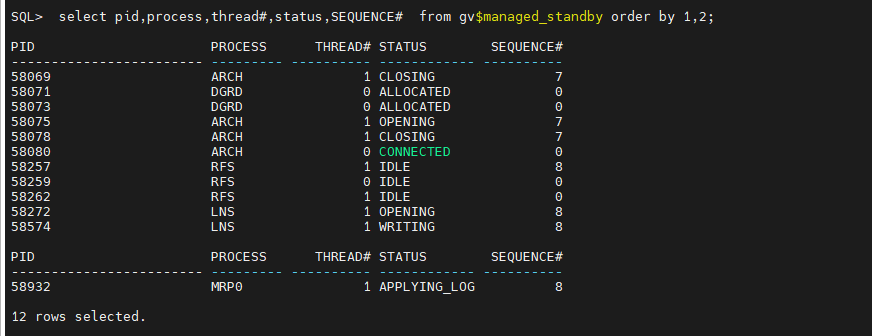 SQL>  select pid,process,thread#,status,SEQUENCE#  from gv$managed_standby order by 1,2;
PID                      PROCESS      THREAD# STATUS        SEQUENCE#
------------------------ --------- ---------- ------------ ----------
58069                    ARCH               1 CLOSING               7
58071                    DGRD               0 ALLOCATED             0
58073                    DGRD               0 ALLOCATED             0
58075                    ARCH               1 OPENING               7
58078                    ARCH               1 CLOSING               7
58080                    ARCH               0 CONNECTED             0
58257                    RFS                1 IDLE                  8
58259                    RFS                0 IDLE                  0
58262                    RFS                1 IDLE                  0
58272                    LNS                1 OPENING               8
58574                    LNS                1 WRITING               8
PID                      PROCESS      THREAD# STATUS        SEQUENCE#
------------------------ --------- ---------- ------------ ----------
58932                    MRP0               1 APPLYING_LOG          8
12 rows selected.